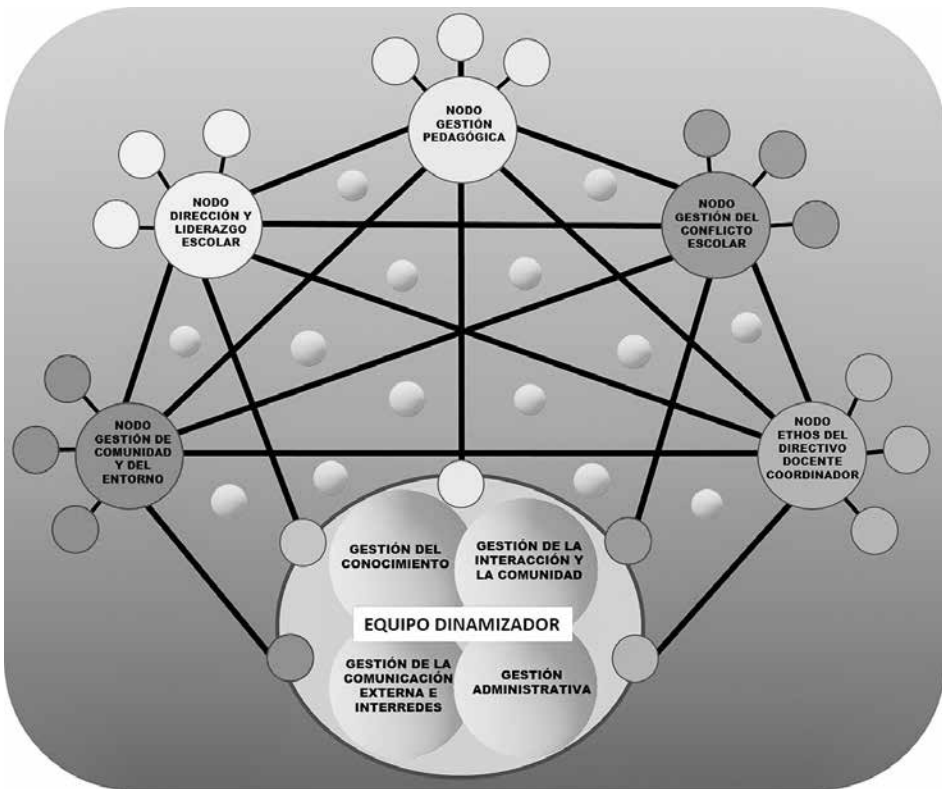 NODO
GESTIÓN
PEDAGÓGICA
NODO
DIRECCIÓN Y
LIDERAZGO
ESCOLAR
NODO
GESTIÓN DEL
CONFLICTO
ESCOLAR
NODO
GESTIÓN DE
COMUNIDAD
Y DEL
ENTORNO
NODO
ETHOS DEL
DIRECTIVO
DOCENTE
COORDINADOR
GESTIÓN DEL
CONOCIMIENTO
GESTIÓN DE LA
INTERACCIÓN Y
LA COMUNIDAD
EQUIPO DINAMIZADOR
GESTIÓN DE LA
COMUNICACIÓN
EXTERNA E
INTERREDES
GESTIÓN
ADMINISTRATIVA